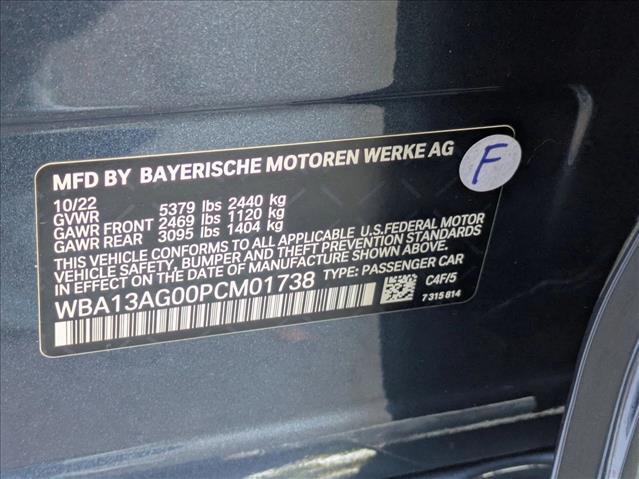 MFD BY BAYERISCHE MOTOREN WERKE AG
F
10/22
GVWR 5379 lbs 2440 kg
GAWR FRONT 2469 lbs 1120 kg
GAWR REAR 3095 lbs 1404 kg
THIS VEHICLE CONFORMS TO ALL APPLICABLE U.S.FEDERAL MOTOR
VEHICLE SAFETY, BUMPER, AND THEFT PREVENTION STANDARDS
IN EFFECT ON THE DATE OF MANUFACTURE SHOWN ABOVE.
WBA13AG00PCM01738 TYPE: PASSENGER CAR
C4F/5
7 315 814